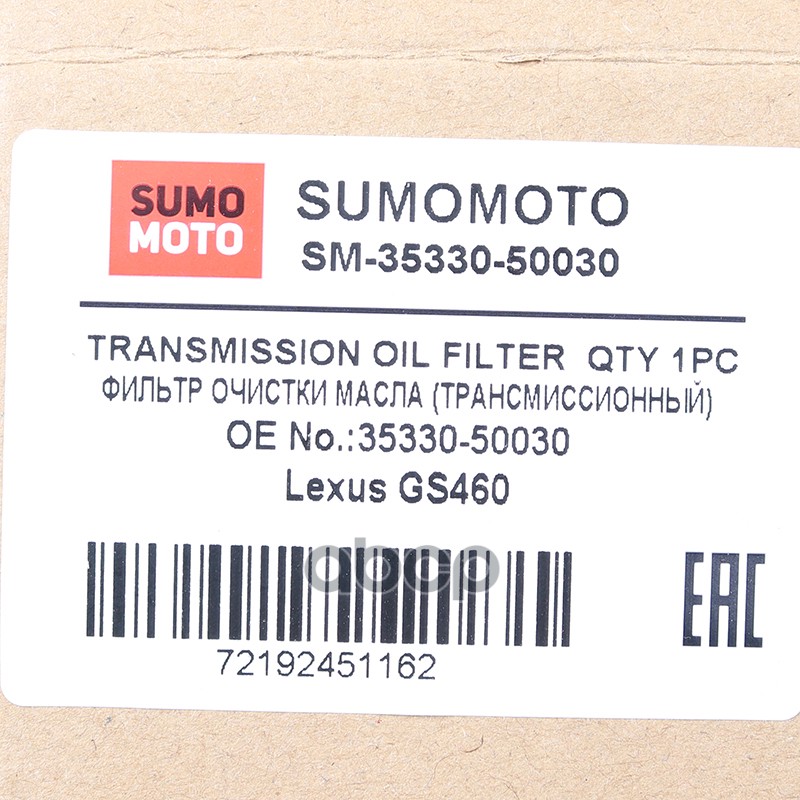 SUMO
MOTO
SUMOMOTO
SM-35330-50030
TRANSMISSION OIL FILTER QTY 1PC
ФИЛЬТР ОЧИСТКИ МАСЛА (ТРАНСМИССИОННЫЙ)
OE No.:35330-50030
Lexus GS460
abcp
72192451162
EAC